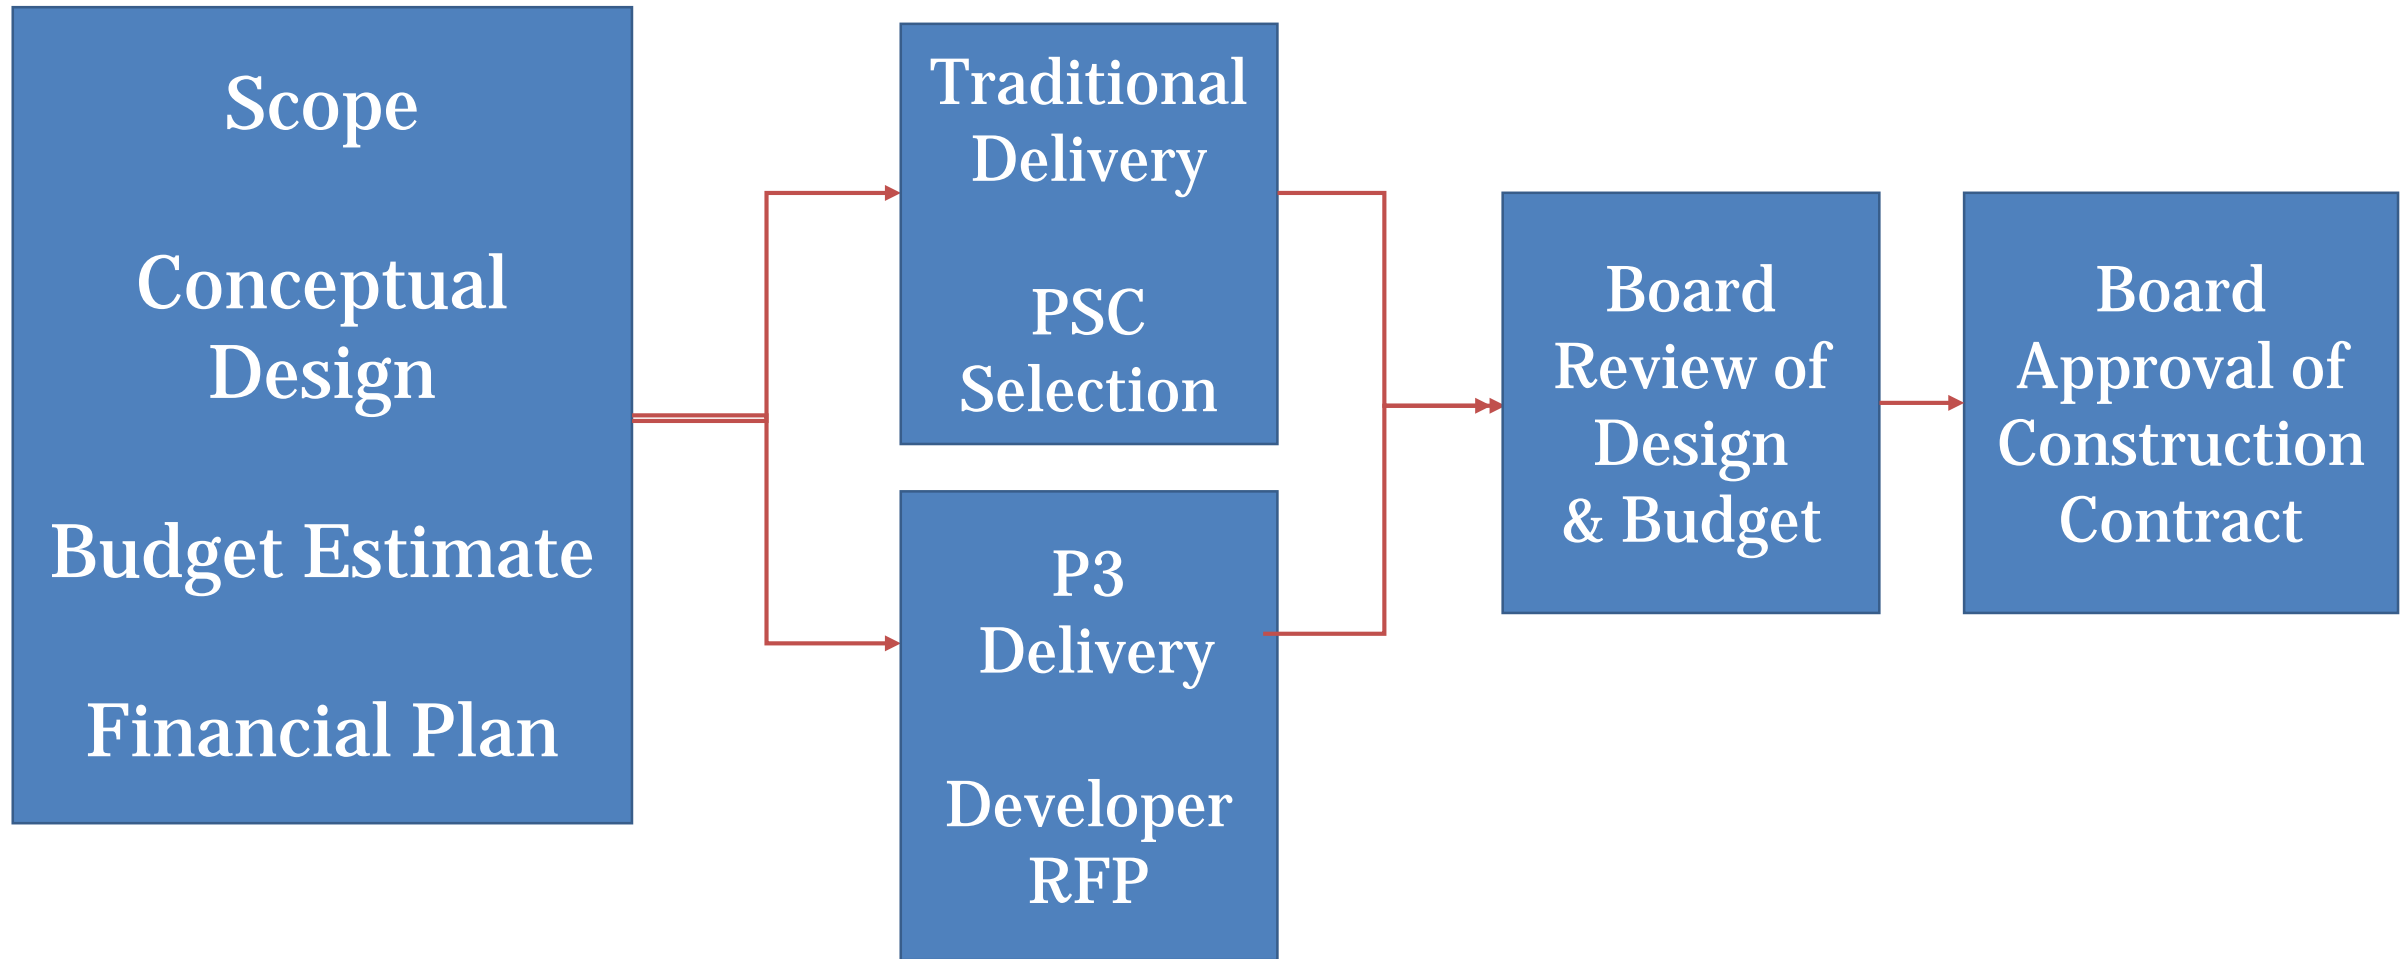 Scope
Conceptual
Design
Budget Estimate
Financial Plan
Traditional
Delivery
PSC
Selection
P3
Delivery
Developer
RFP
Board
Review of
Design
& Budget
Board
Approval of
Construction
Contract